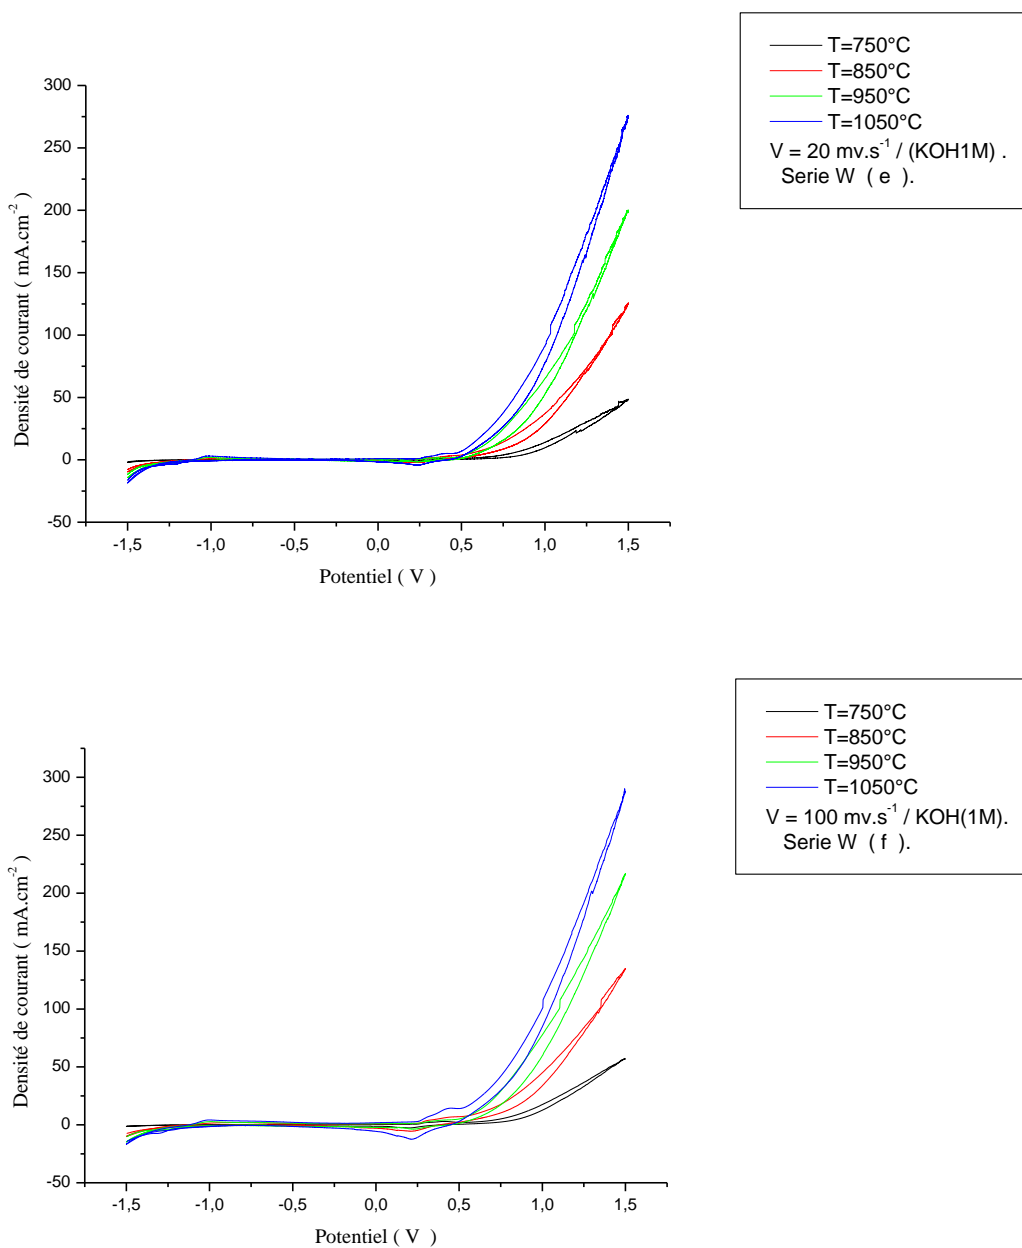 T=750°C
T=850°C
T=950°C
T=1050°C
V = 20 mv.s-1 / (KOH1M) .
Serie W ( e ).
300
250
200
150
100
50
0
-50
-1,5 -1,0 -0,5 0,0 0,5 1,0 1,5
Densité de courant ( mA.cm-2 )
Potentiel ( V )
T=750°C
T=850°C
T=950°C
T=1050°C
V = 100 mv.s-1 / KOH(1M).
Serie W ( f ).
300
250
200
150
100
50
0
-50
-1,5 -1,0 -0,5 0,0 0,5 1,0 1,5
Densité de courant ( mA.cm-2 )
Potentiel ( V )